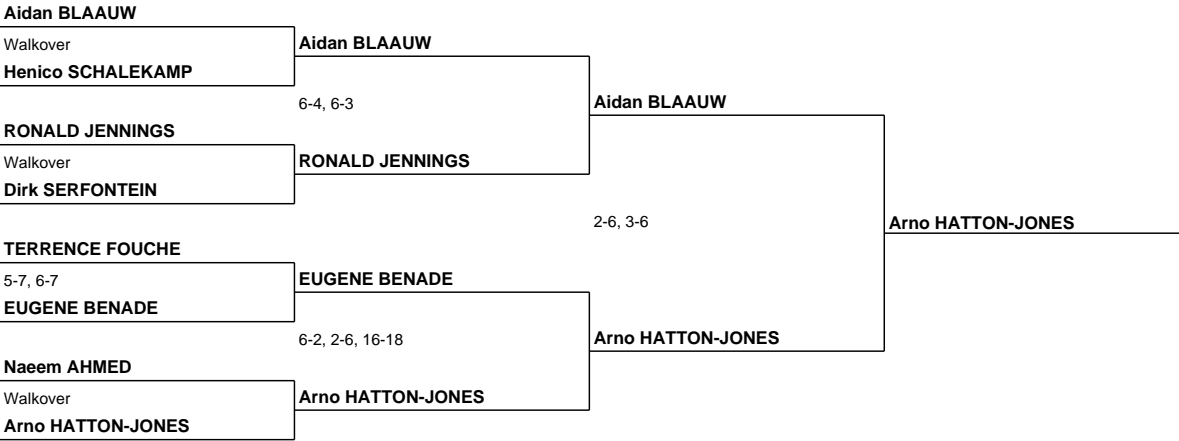 Aidan BLAAUW
Walkover
Henico SCHALEKAMP
RONALD JENNINGS
Walkover
Dirk SERFONTEIN
TERRENCE FOUCHE
5-7, 6-7
EUGENE BENADE
Naeem AHMED
Walkover
Arno HATTON-JONES
Aidan BLAAUW
6-4, 6-3
RONALD JENNINGS
EUGENE BENADE
6-2, 2-6, 16-18
Arno HATTON-JONES
Aidan BLAAUW
2-6, 3-6
Arno HATTON-JONES
Arno HATTON-JONES